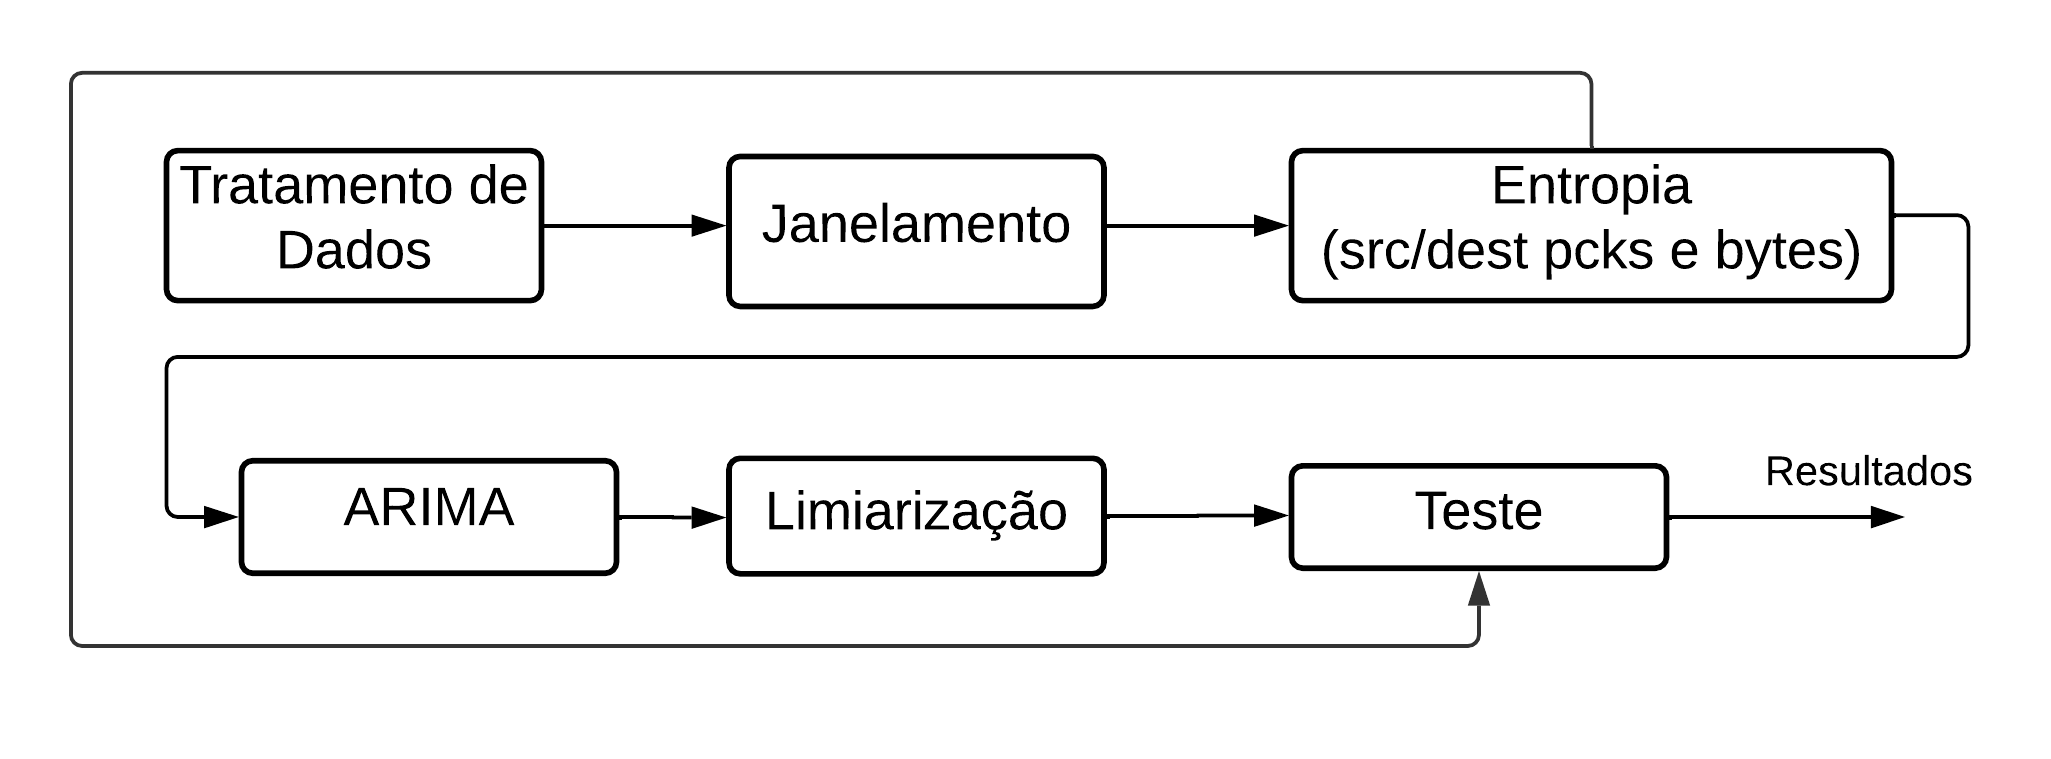 Tratamento de
Dados
Janelamento
Entropia
(src/dest pcks e bytes)
ARIMA
Limiarização
Teste
Resultados